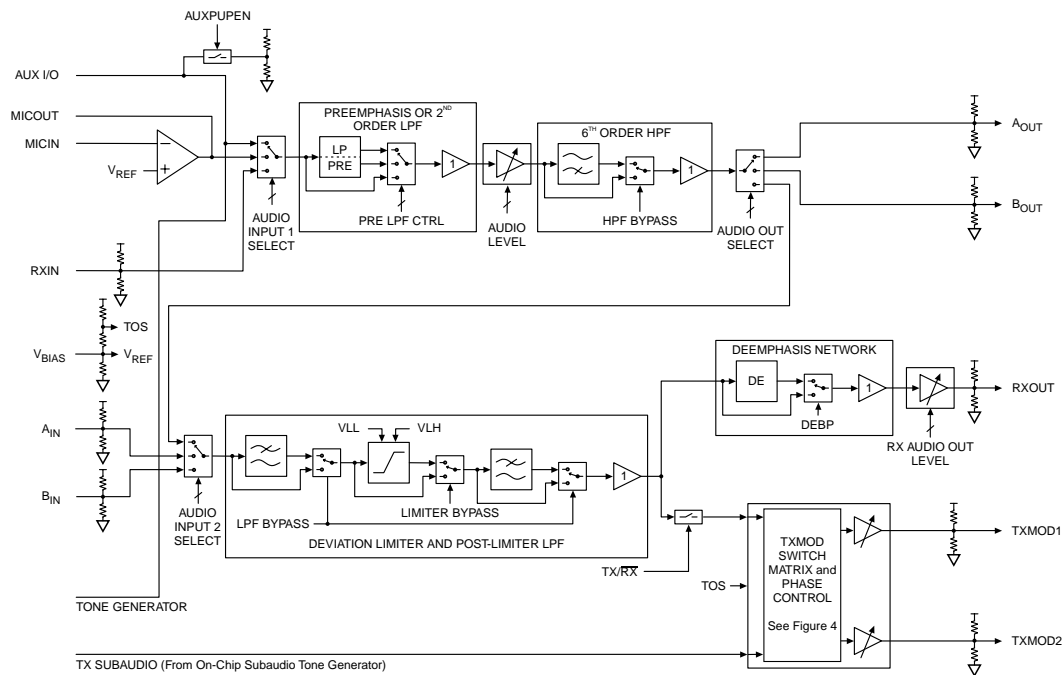 AUXPUPEN
AUX I/O
MICOUT
MICIN
VREF
−
+
PREEMPHASIS OR 2ND
ORDER LPF
LP
PRE
1
PRE LPF CTRL
AUDIO
INPUT 1
SELECT
AUDIO
LEVEL
6TH ORDER HPF
1
HPF BYPASS
AUDIO OUT
SELECT
AOUT
BOUT
RXIN
TOS
VBIAS
VREF
DEEMPHASIS NETWORK
DE
1
DEBP
RXOUT
RX AUDIO OUT
LEVEL
AIN
BIN
AUDIO
INPUT 2
SELECT
VLL
VLH
1
LPF BYPASS
LIMITER BYPASS
DEVIATION LIMITER AND POST-LIMITER LPF
TX/RX
TOS
TXMOD
SWITCH
MATRIX and
PHASE
CONTROL
See Figure 4
TXMOD1
TXMOD2
TONE GENERATOR
TX SUBAUDIO (From On-Chip Subaudio Tone Generator)